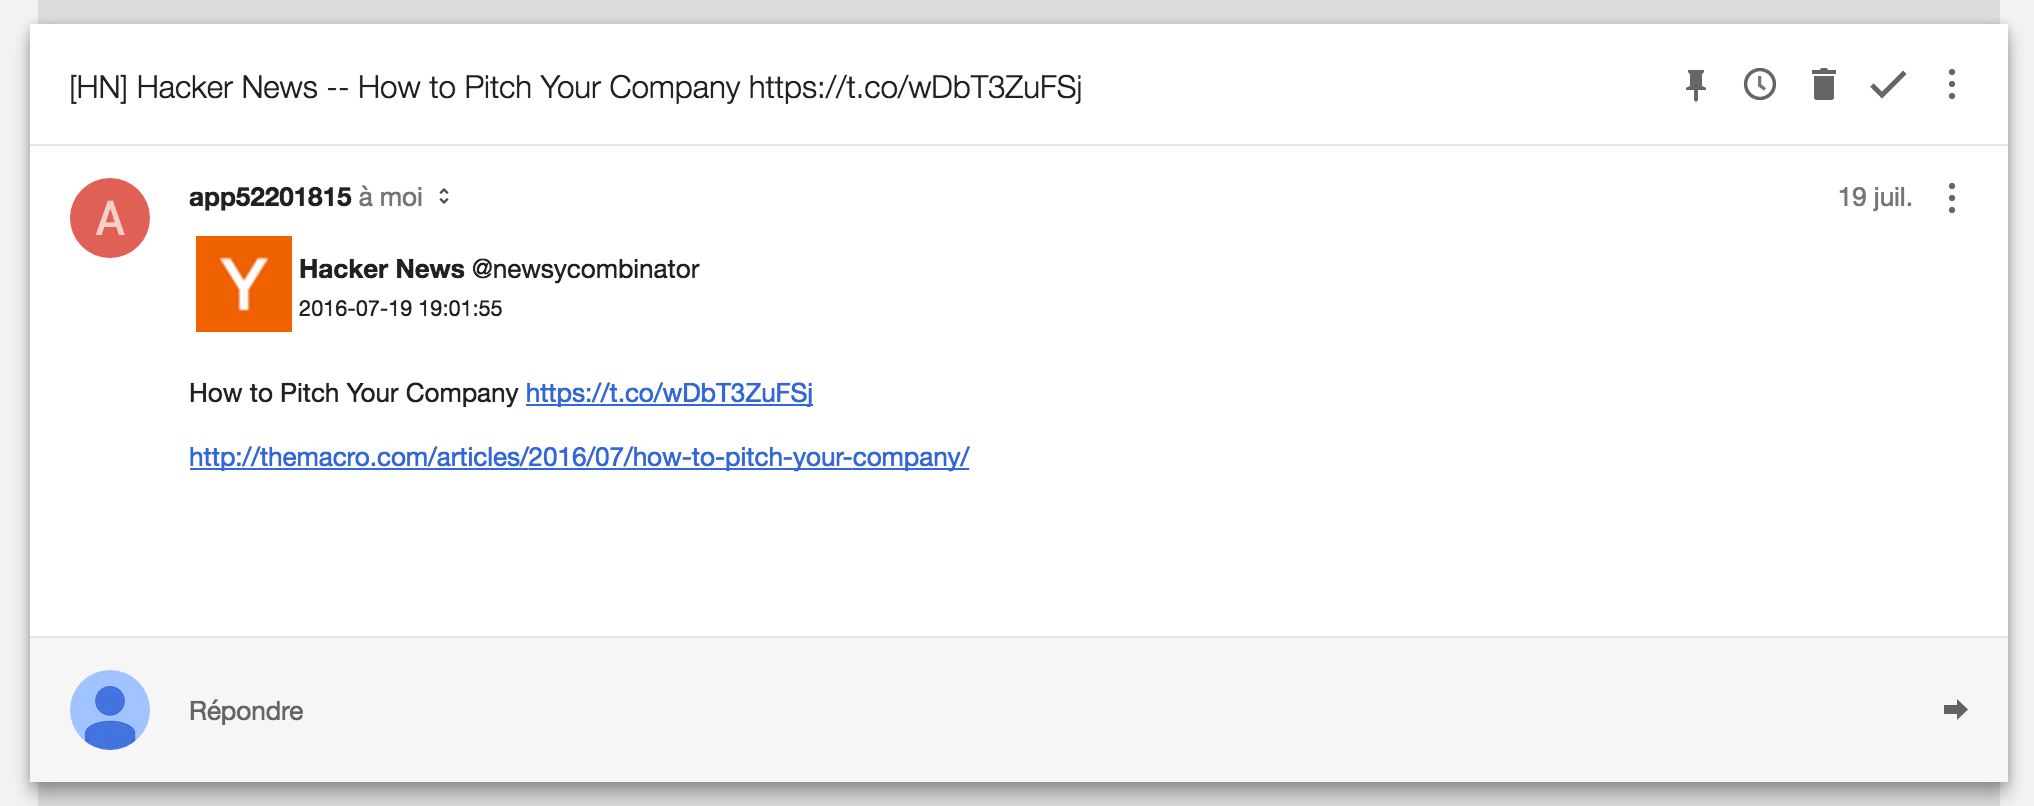 [HN] Hacker News -- How to Pitch Your Company https://t.co/wDbT3ZuFSj
A
app52201815 à moi
19 juil.
Y
Hacker News @newsycombinator
2016-07-19 19:01:55
How to Pitch Your Company https://t.co/wDbT3ZuFSj
http://themacro.com/articles/2016/07/how-to-pitch-your-company/
Répondre